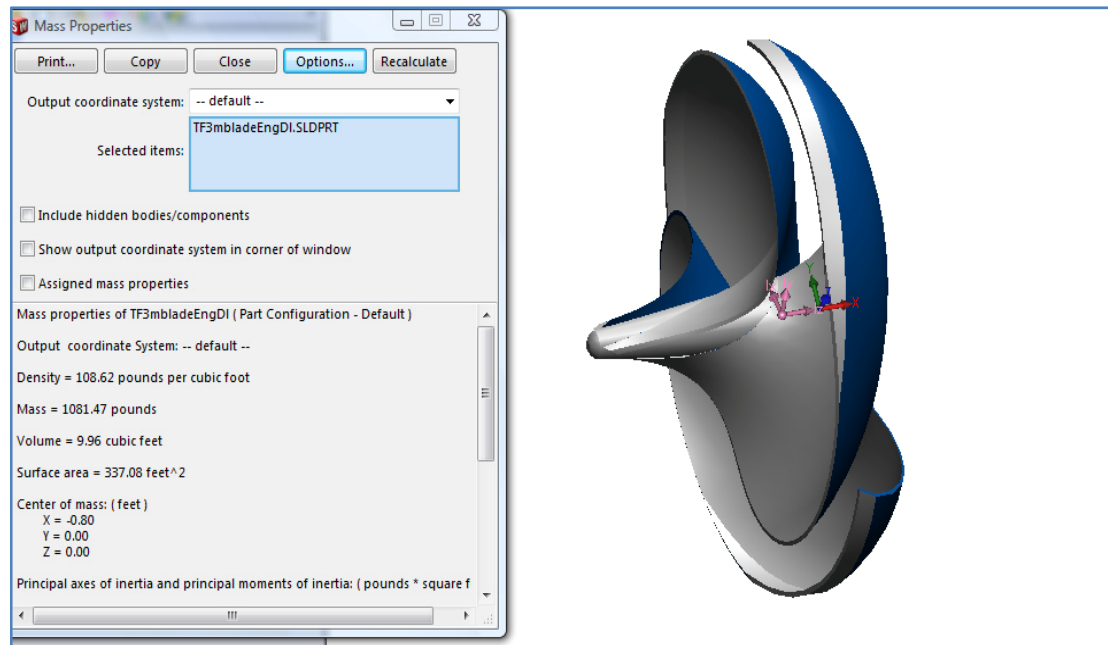 Mass Properties
Print... Copy Close Options... Recalculate
Output coordinate system: -- default --
TF3mbladeEngDI.SLDPRT
Selected items:
Include hidden bodies/components
Show output coordinate system in corner of window
Assigned mass properties
Mass properties of TF3mbladeEngDI ( Part Configuration - Default )
Output coordinate System: -- default --
Density = 108.62 pounds per cubic foot
Mass = 1081.47 pounds
Volume = 9.96 cubic feet
Surface area = 337.08 feet^2
Center of mass: ( feet )
X = -0.80
Y = 0.00
Z = 0.00
Principal axes of inertia and principal moments of inertia: ( pounds * square f
Y
X